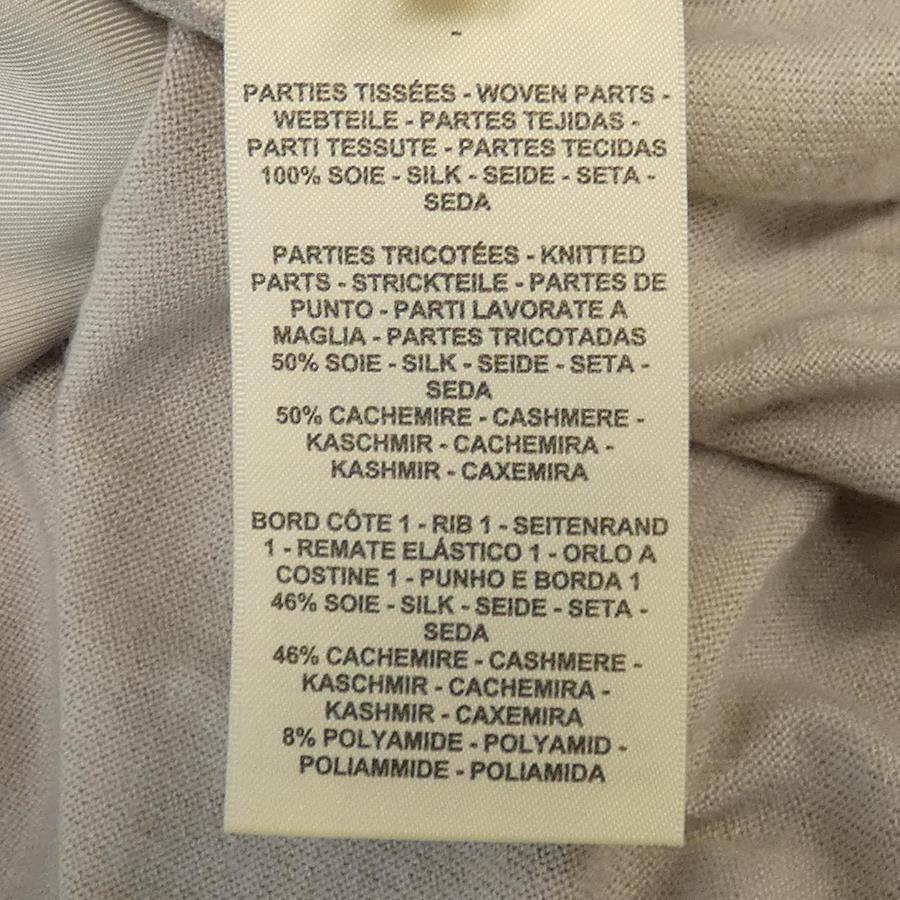 -
PARTIES TISSÉES - WOVEN PARTS -
WEBTEILE - PARTES TEJIDAS -
PARTI TESSUTE - PARTES TECIDAS
100% SOIE - SILK - SEIDE - SETA -
SEDA
PARTIES TRICOTÉES - KNITTED
PARTS - STRICKTEILE - PARTES DE
PUNTO - PARTI LAVORATE A
MAGLIA - PARTES TRICOTADAS
50% SOIE - SILK - SEIDE - SETA -
SEDA
50% CACHEMIRE - CASHMERE -
KASCHMIR - CACHEMIRA -
KASHMIR - CAXEMIRA
BORD CÔTE 1 - RIB 1 - SEITENRAND
1 - REMATE ELÁSTICO 1 - ORLO A
COSTINE 1 - PUNHO E BORDA 1
46% SOIE - SILK - SEIDE - SETA -
SEDA
46% CACHEMIRE - CASHMERE -
KASCHMIR - CACHEMIRA -
KASHMIR - CAXEMIRA
8% POLYAMIDE - POLYAMID -
POLIAMMIDE - POLIAMIDA